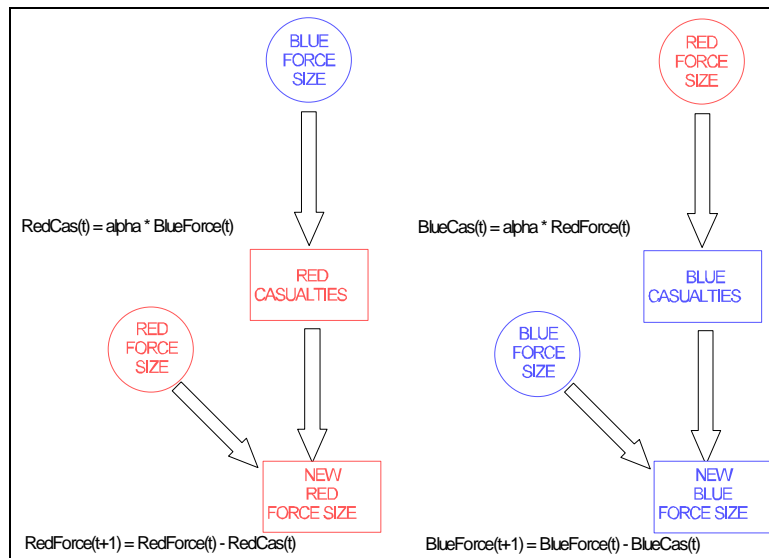 BLUE
FORCE
SIZE
RedCas(t) = alpha * BlueForce(t)
RED
CASUALTIES
RED
FORCE
SIZE
NEW
RED
FORCE SIZE
RedForce(t+1) = RedForce(t) - RedCas(t)
RED
FORCE
SIZE
BlueCas(t) = alpha * RedForce(t)
BLUE
CASUALTIES
BLUE
FORCE
SIZE
NEW
BLUE
FORCE SIZE
BlueForce(t+1) = BlueForce(t) - BlueCas(t)